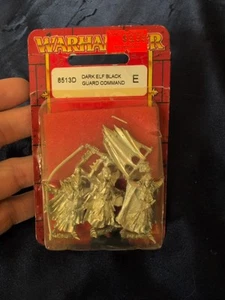 WARHAMMER
8513D
DARK ELF BLACK
GUARD COMMAND
E